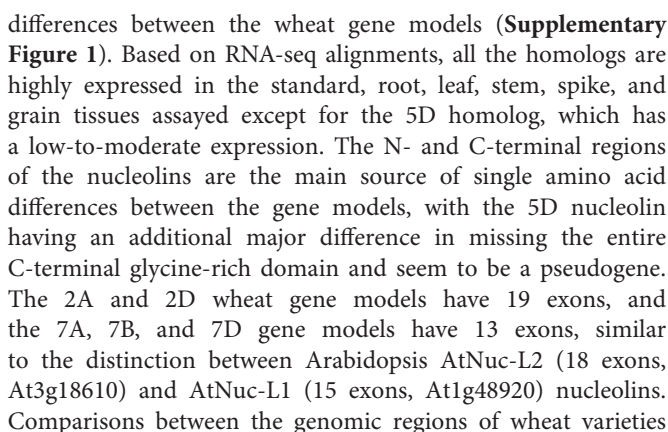 differences between the wheat gene models (Supplementary
Figure 1). Based on RNA-seq alignments, all the homologs are
highly expressed in the standard, root, leaf, stem, spike, and
grain tissues assayed except for the 5D homolog, which has
a low-to-moderate expression. The N- and C-terminal regions
of the nucleolins are the main source of single amino acid
differences between the gene models, with the 5D nucleolin
having an additional major difference in missing the entire
C-terminal glycine-rich domain and seem to be a pseudogene.
The 2A and 2D wheat gene models have 19 exons, and
the 7A, 7B, and 7D gene models have 13 exons, similar
to the distinction between Arabidopsis AtNuc-L2 (18 exons,
At3g18610) and AtNuc-L1 (15 exons, At1g48920) nucleolins.
Comparisons between the genomic regions of wheat varieties